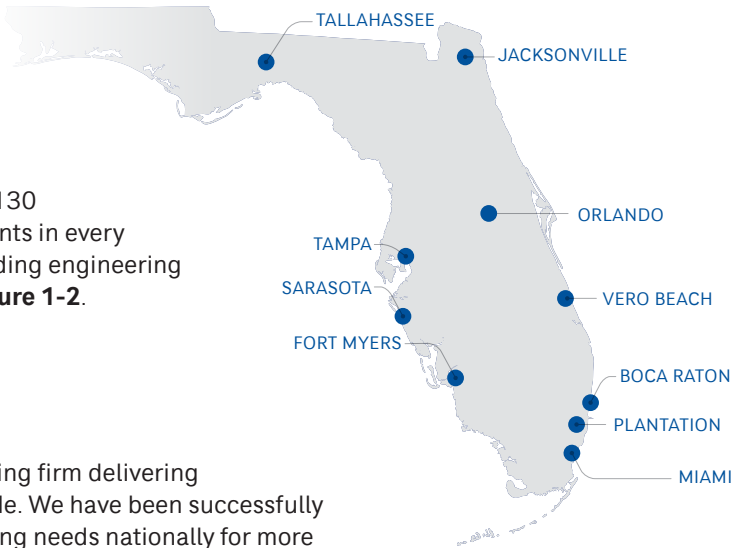 TALLAHASSEE
JACKSONVILLE
130
nts in every
ding engineering
ure 1-2.
ORLANDO
TAMPA
SARASOTA
VERO BEACH
FORT MYERS
BOCA RATON
PLANTATION
MIAMI
ing firm delivering
de. We have been successfully
ng needs nationally for more